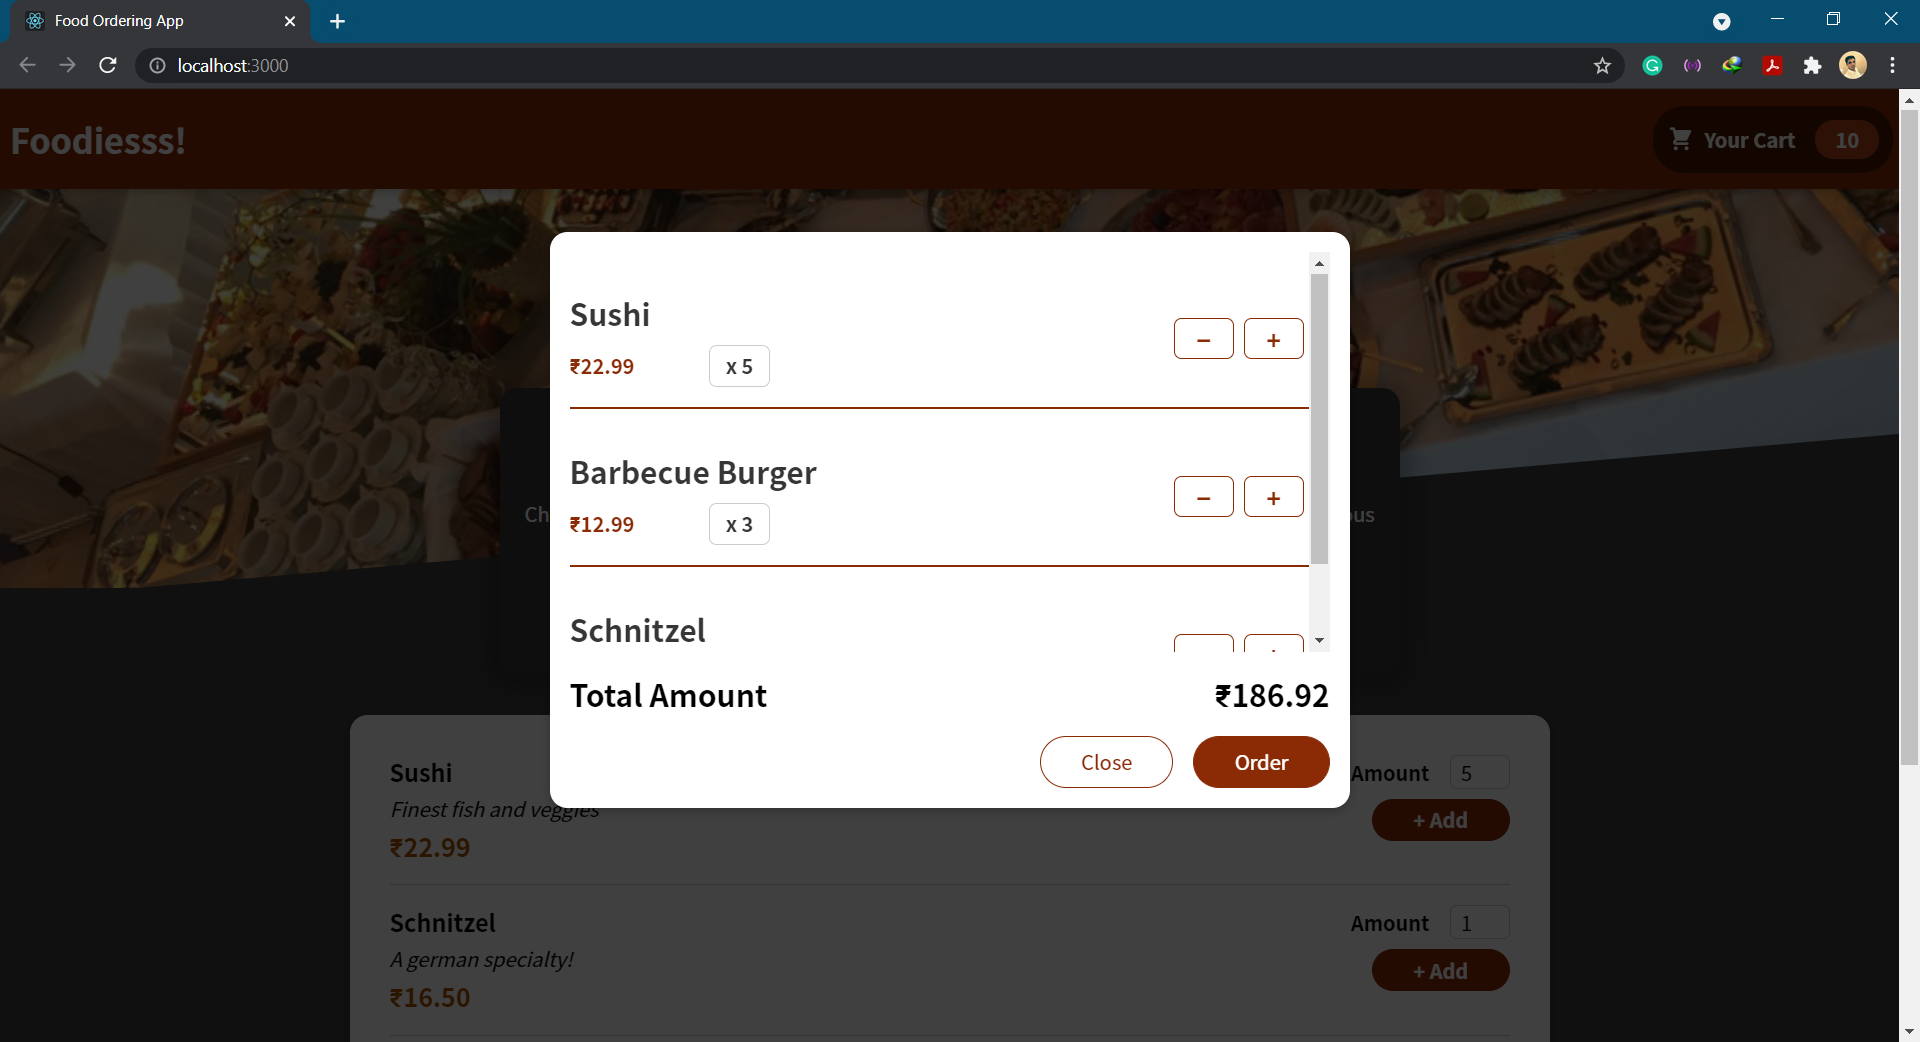 Food Ordering App
localhost:3000
Foodiesss!
Your Cart 10
Sushi
₹22.99 x 5
− +
Barbecue Burger
₹12.99 x 3
− +
Schnitzel
Total Amount ₹186.92
Close Order
Sushi
Finest fish and veggies
₹22.99
Amount 5
+ Add
Schnitzel
A german specialty!
₹16.50
Amount 1
+ Add